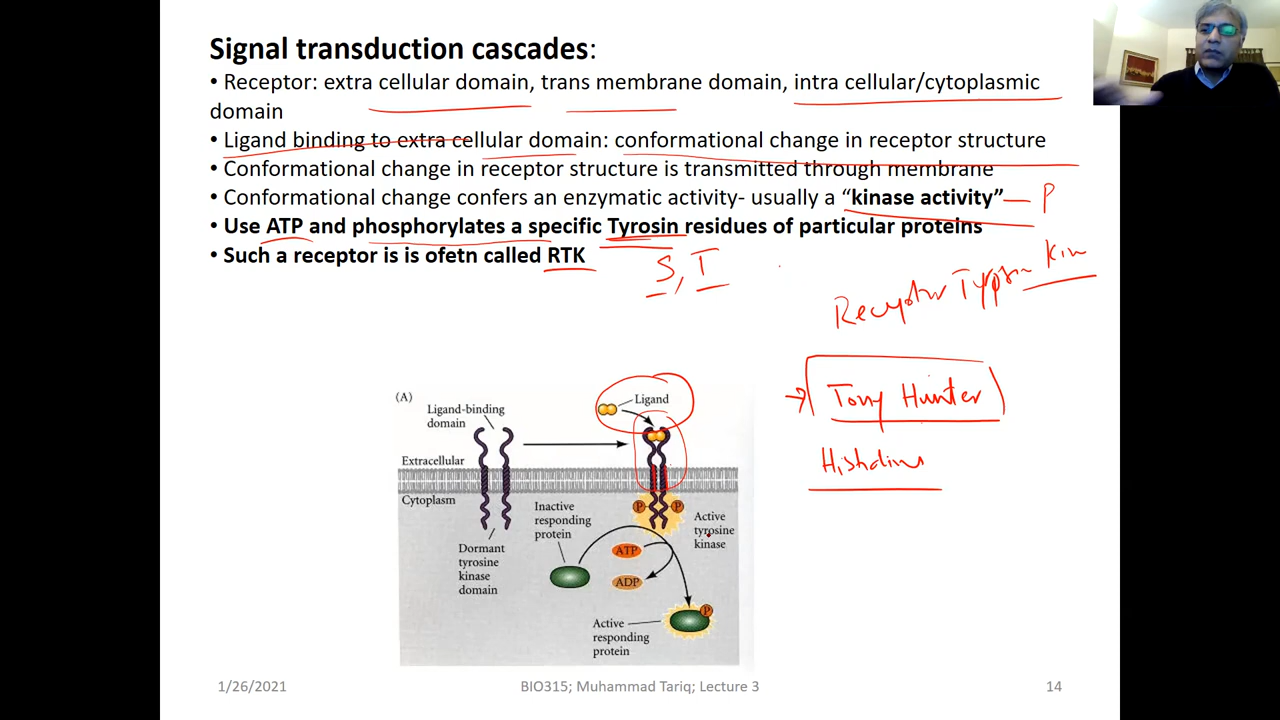 Signal transduction cascades:
• Receptor: extra cellular domain, trans membrane domain, intra cellular/cytoplasmic
domain
• Ligand binding to extra cellular domain: conformational change in receptor structure
• Conformational change in receptor structure is transmitted through membrane
• Conformational change confers an enzymatic activity- usually a “kinase activity”
P
• Use ATP and phosphorylates a specific Tyrosin residues of particular proteins
• Such a receptor is is ofetn called RTK
S, T
Receptor Kin
Tony Hunter
(A)
Ligand-binding
domain
Ligand
Extracellular
Cytoplasm
P P
Inactive
responding
protein
Active
tyrosine
kinase
Dormant
tyrosine
kinase
domain
ATP
ADP
P
Active
responding
protein
1/26/2021
BIO315; Muhammad Tariq; Lecture 3
14